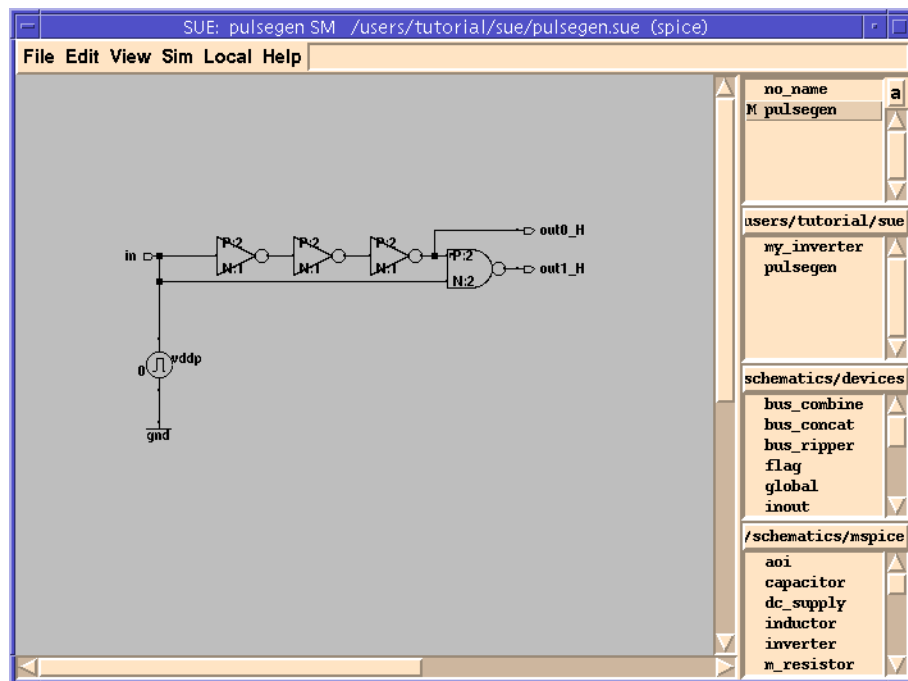 SUE: pulsegen SM /users/tutorial/sue/pulsegen.sue (spice)
File Edit View Sim Local Help
in
P:2
N:1
P:2
N:1
P:2
N:1
P:2
N:2
out0_H
out1_H
0
vddp
gnd
no_name
a
M pulsegen
users/tutorial/sue
my_inverter
pulsegen
schematics/devices
bus_combine
bus_concat
bus_ripper
flag
global
inout
/schematics/mspice
aoi
capacitor
dc_supply
inductor
inverter
m_resistor